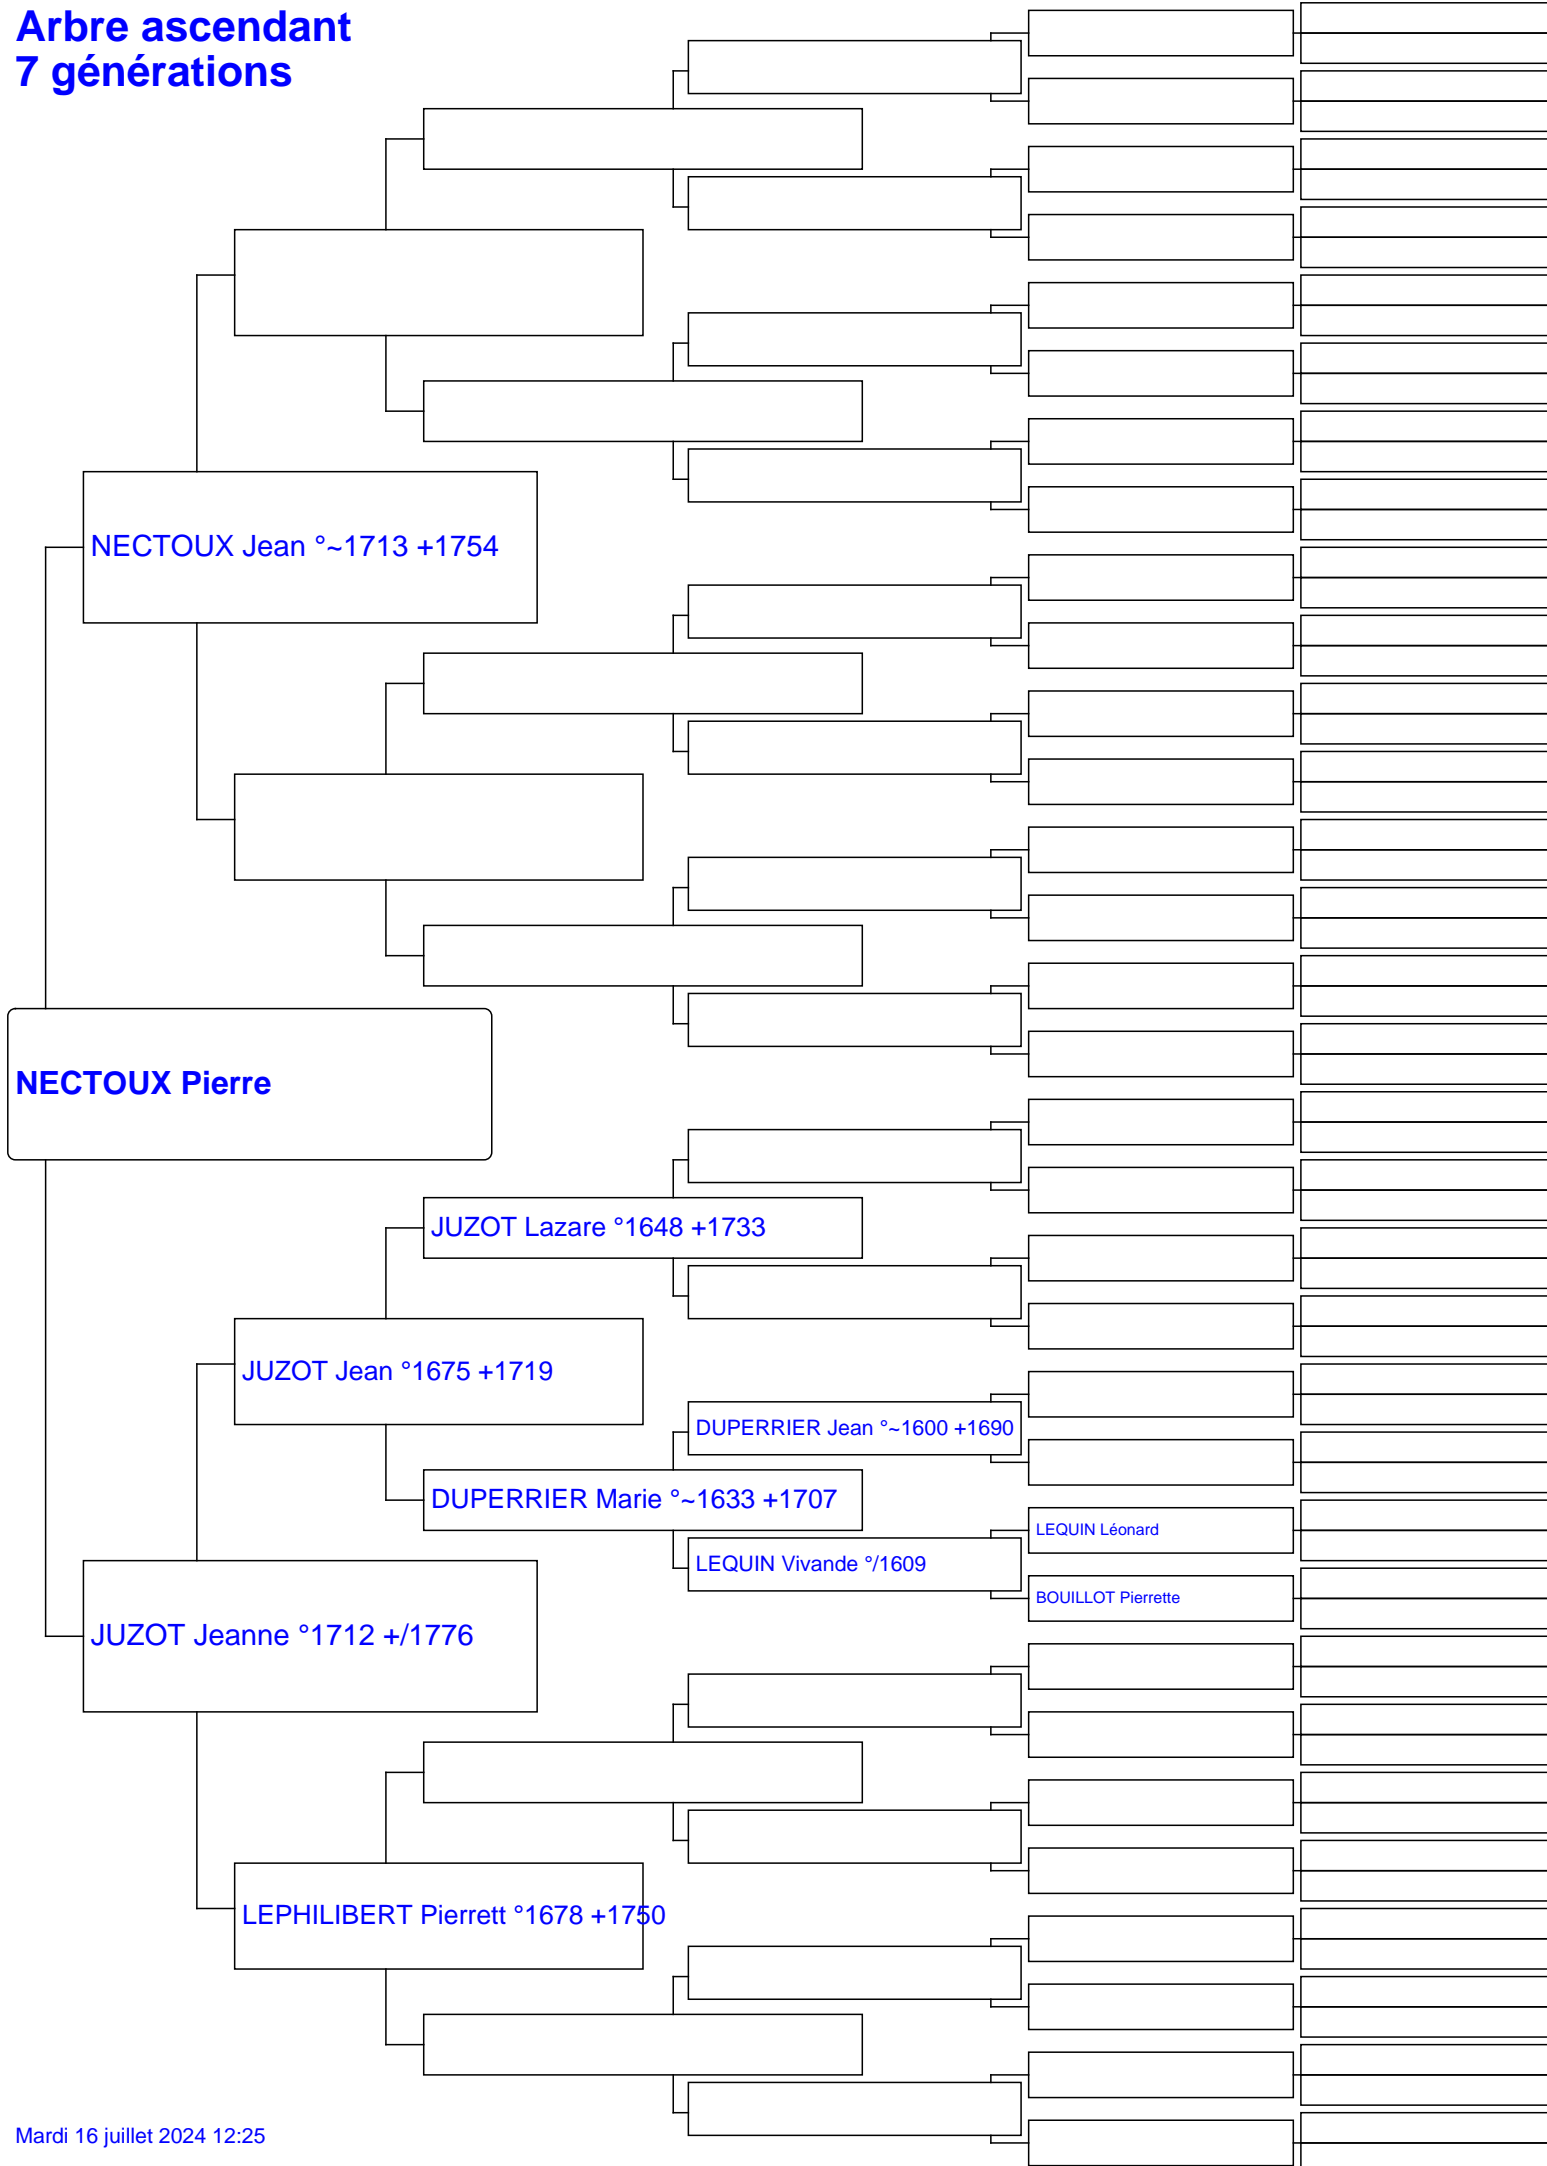 Arbre ascendant
7 générations
NECTOUX Jean °~1713 +1754
NECTOUX Pierre
JUZOT Lazare °1648 +1733
JUZOT Jean °1675 +1719
DUPERRIER Jean °~1600 +1690
DUPERRIER Marie °~1633 +1707
LEQUIN Léonard
LEQUIN Vivande °/1609
BOUILLOT Pierrette
JUZOT Jeanne °1712 +/1776
LEPHILIBERT Pierrett °1678 +1750
Mardi 16 juillet 2024 12:25